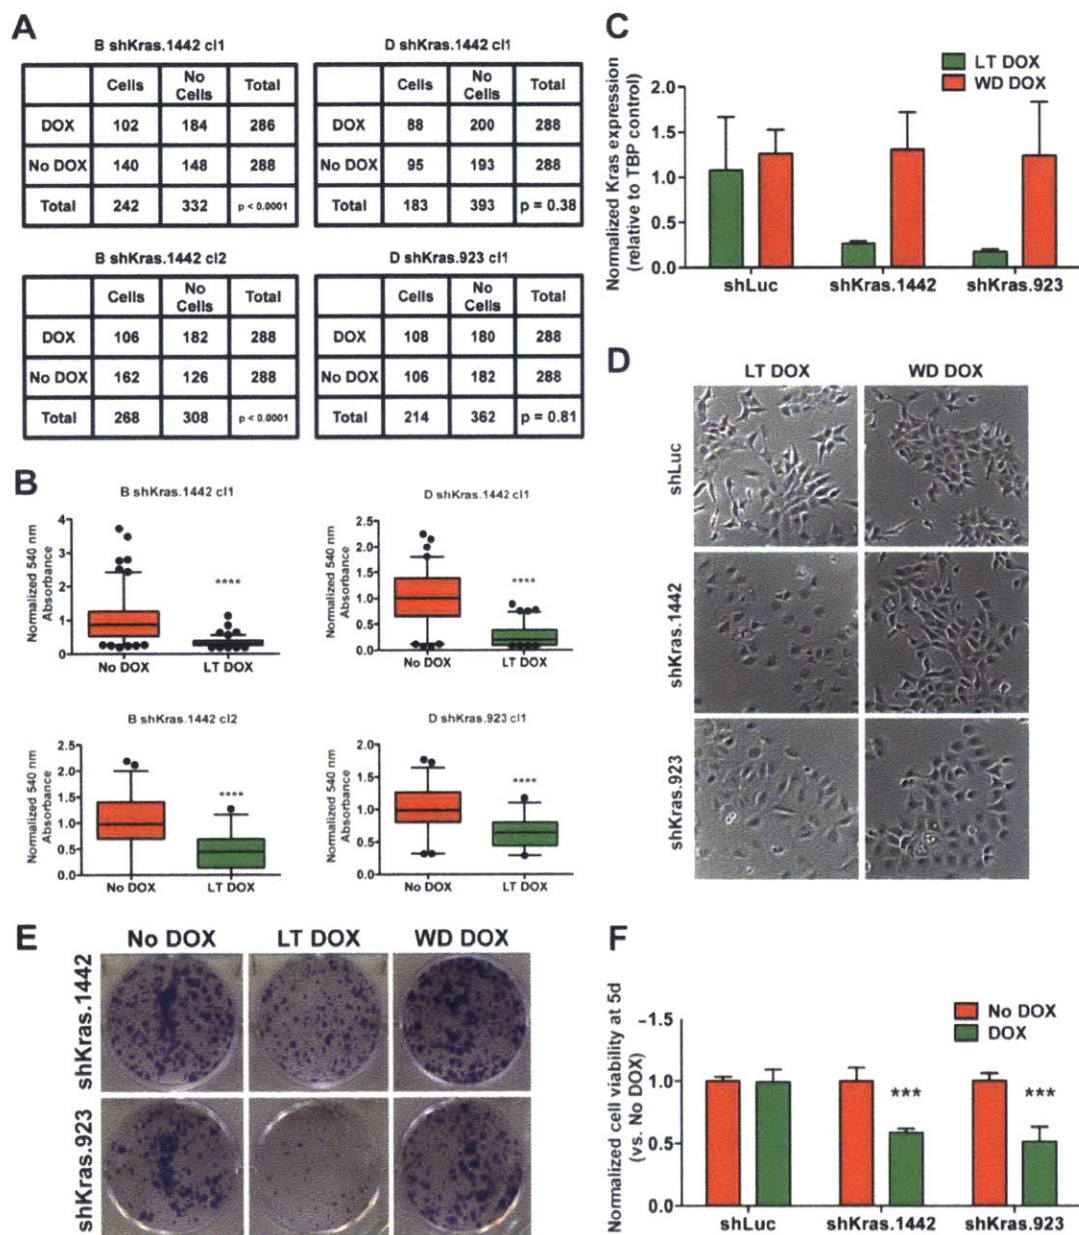 A
B shKras.1442 cl1
Cells No Cells Total
DOX 102 184 286
No DOX 140 148 288
Total 242 332 p < 0.0001
D shKras.1442 cl1
Cells No Cells Total
DOX 88 200 288
No DOX 95 193 288
Total 183 393 p = 0.38
B shKras.1442 cl2
Cells No Cells Total
DOX 106 182 288
No DOX 162 126 288
Total 268 308 p < 0.0001
D shKras.923 cl1
Cells No Cells Total
DOX 108 180 288
No DOX 106 182 288
Total 214 362 p = 0.81
B
B shKras.1442 cl1
Normalized 540 nm
Absorbance
4
3
2
1
0
****
No DOX LT DOX
D shKras.1442 cl1
Normalized 540 nm
Absorbance
2.5
2.0
1.5
1.0
0.5
0.0
****
No DOX LT DOX
B shKras.1442 cl2
Normalized 540 nm
Absorbance
2.5
2.0
1.5
1.0
0.5
0.0
****
No DOX LT DOX
D shKras.923 cl1
Normalized 540 nm
Absorbance
2.0
1.5
1.0
0.5
0.0
****
No DOX LT DOX
C
LT DOX
WD DOX
Normalized Kras expression
(relative to TBP control)
2.0
1.5
1.0
0.5
0.0
shLuc shKras.1442 shKras.923
D
LT DOX WD DOX
shLuc
shKras.1442
shKras.923
E
No DOX LT DOX WD DOX
shKras.1442
shKras.923
F
No DOX
DOX
Normalized cell viability at 5d
(vs. No DOX)
1.5
1.0
0.5
0.0
***
***
shLuc shKras.1442 shKras.923